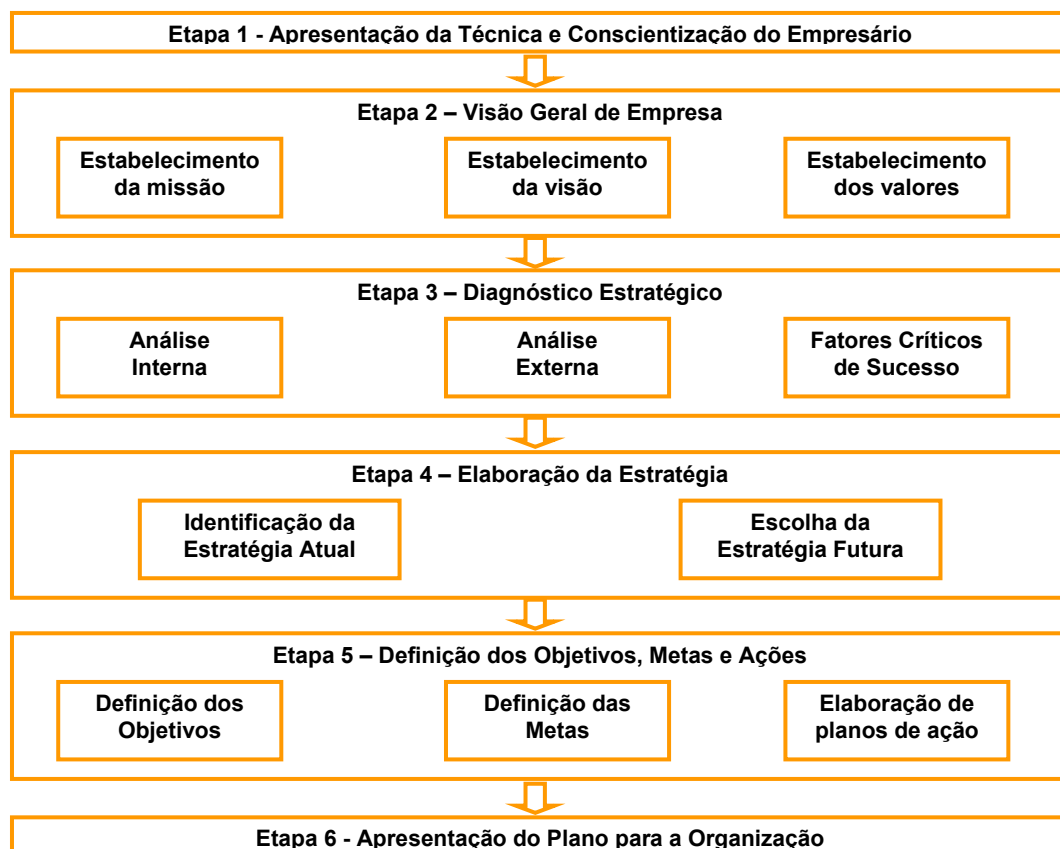 Etapa 1 - Apresentação da Técnica e Conscientização do Empresário
Etapa 2 – Visão Geral de Empresa
Estabelecimento
da missão
Estabelecimento
da visão
Estabelecimento
dos valores
Etapa 3 – Diagnóstico Estratégico
Análise
Interna
Análise
Externa
Fatores Críticos
de Sucesso
Etapa 4 – Elaboração da Estratégia
Identificação da
Estratégia Atual
Escolha da
Estratégia Futura
Etapa 5 – Definição dos Objetivos, Metas e Ações
Definição dos
Objetivos
Definição das
Metas
Elaboração de
planos de ação
Etapa 6 - Apresentação do Plano para a Organização